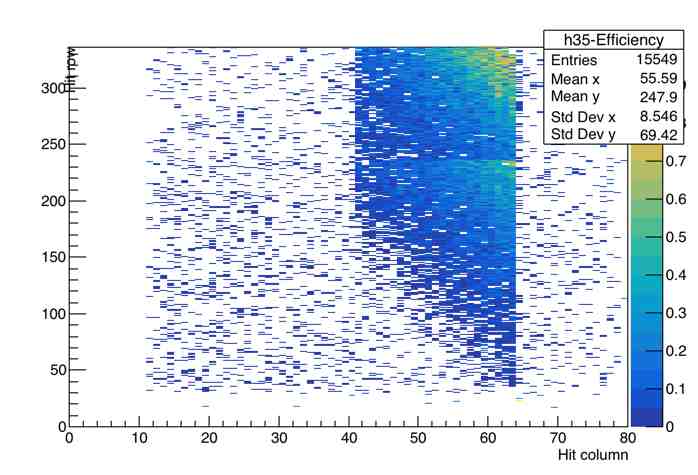 h35-Efficiency
Entries 15549
Mean x 55.59
Mean y 247.9
Std Dev x 8.546
Std Dev y 69.42
300
250
200
150
100
50
0
0 10 20 30 40 50 60 70 80
Hit column
0.7
0.6
0.5
0.4
0.3
0.2
0.1
0